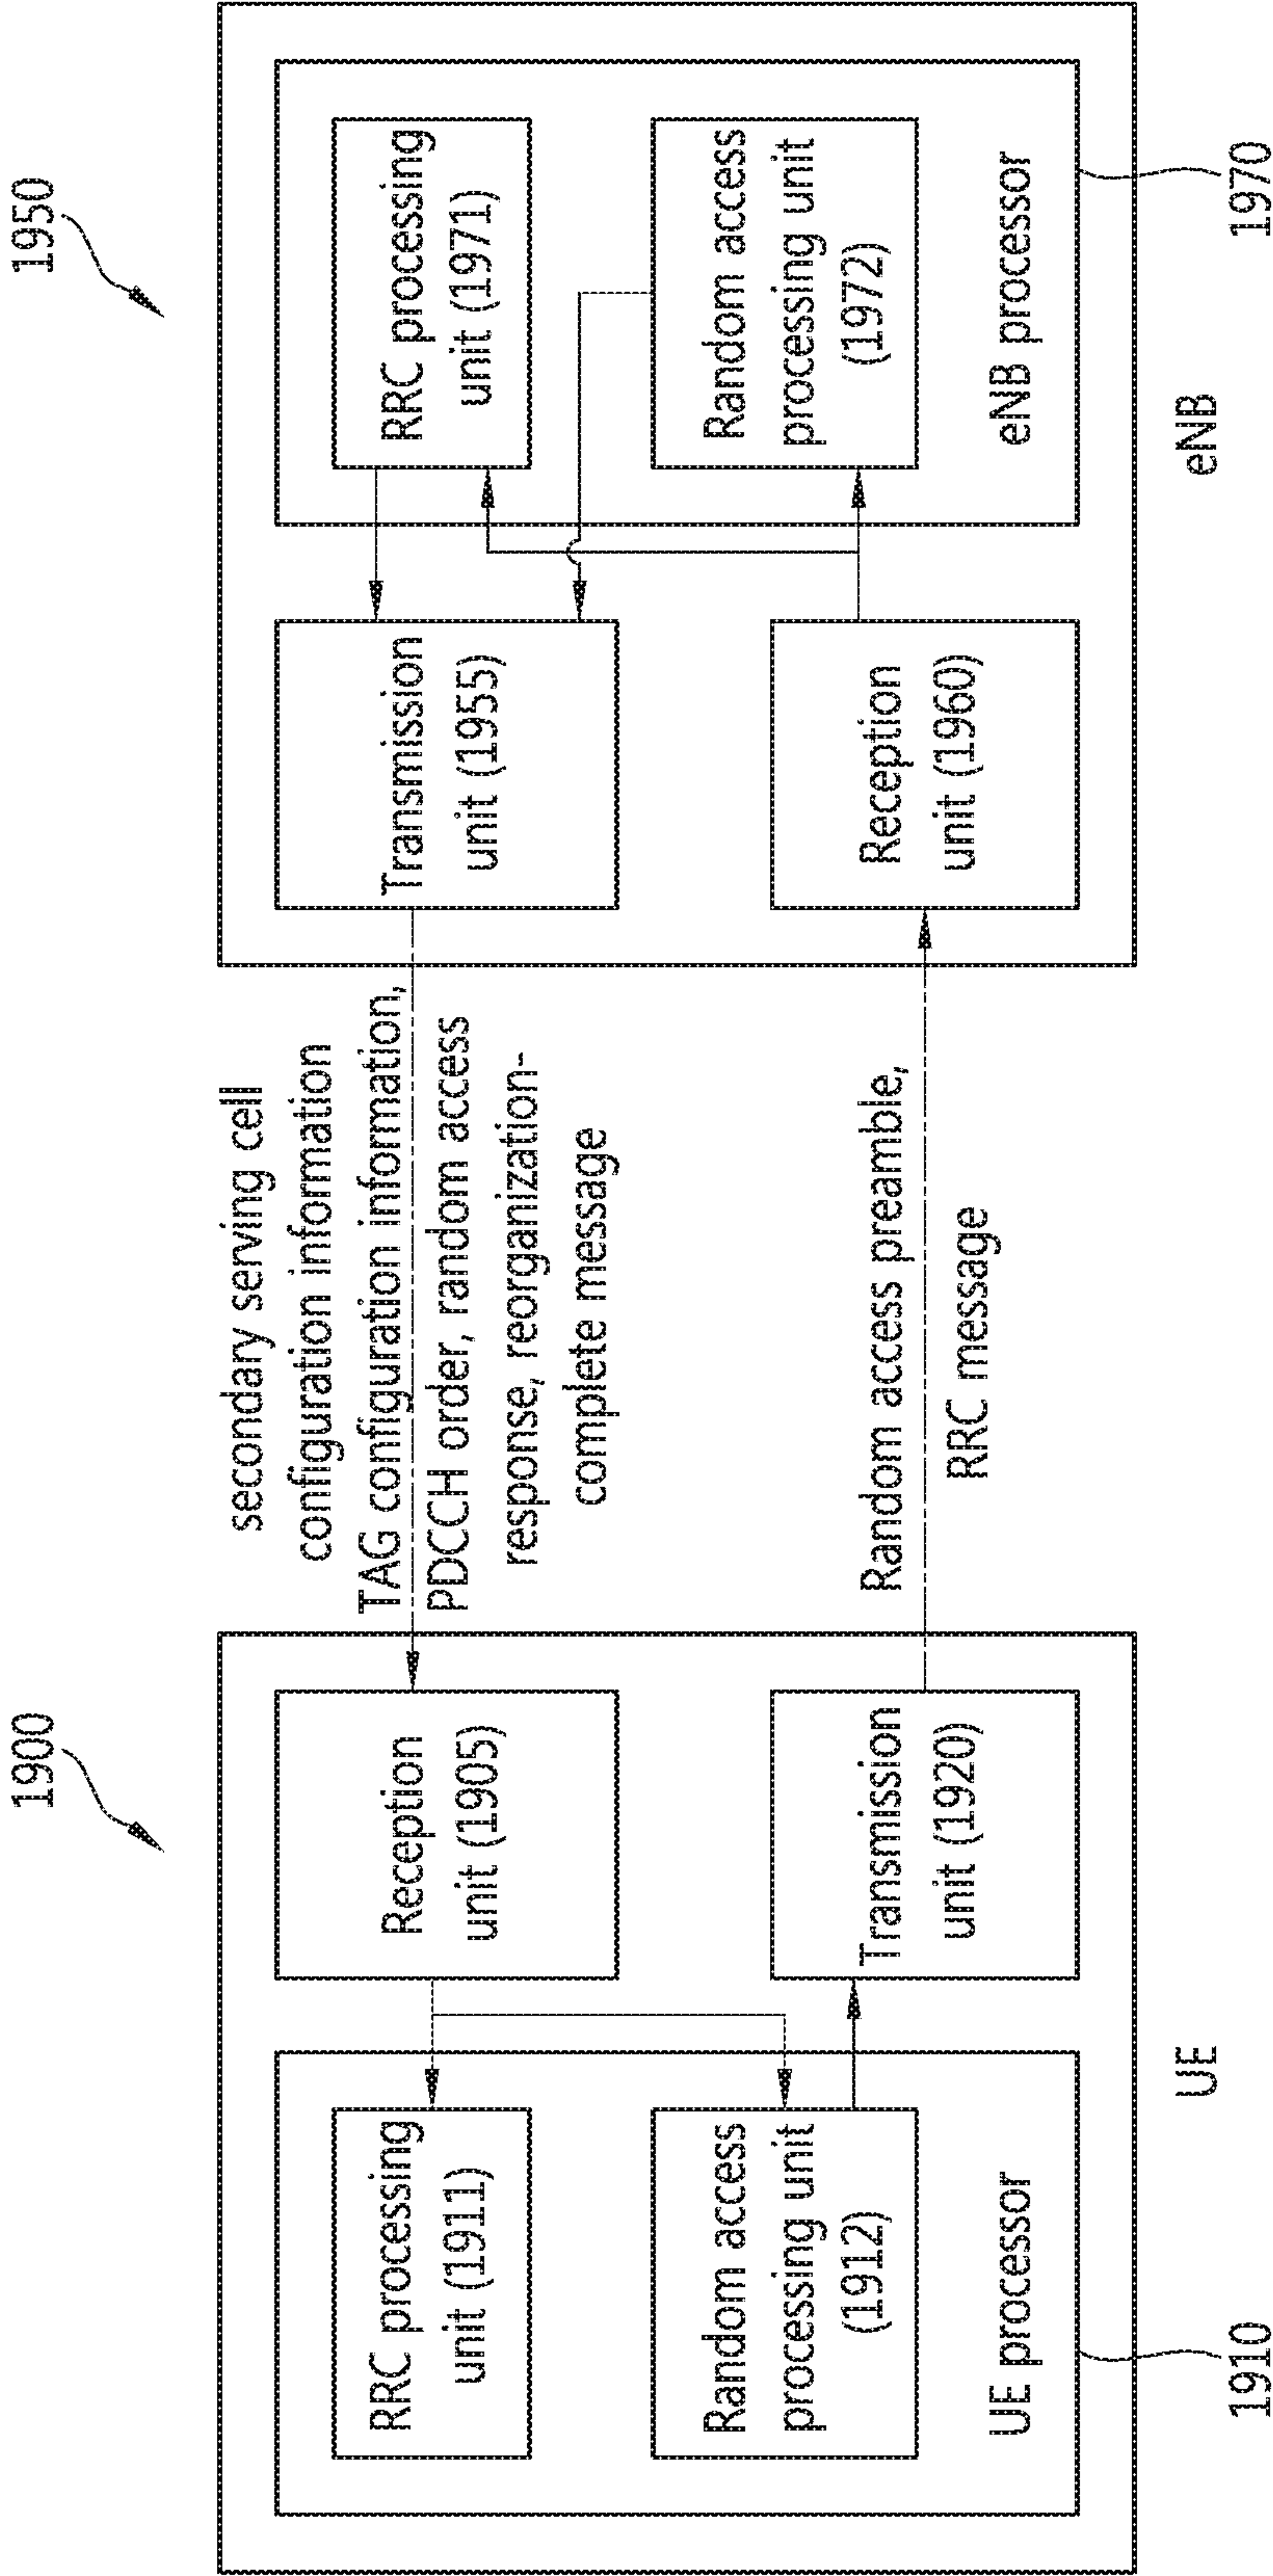 1900
1950
RRC processing
unit (1911)
Random access
processing unit
(1912)
UE processor
1910
Reception
unit (1905)
Transmission
unit (1920)
UE
secondary serving cell
configuration information
TAG configuration information,
PDCCH order, random access
response, reorganization-
complete message
Random access preamble,
RRC message
Transmission
unit (1955)
Reception
unit (1960)
RRC processing
unit (1971)
Random access
processing unit
(1972)
eNB processor
1970
eNB